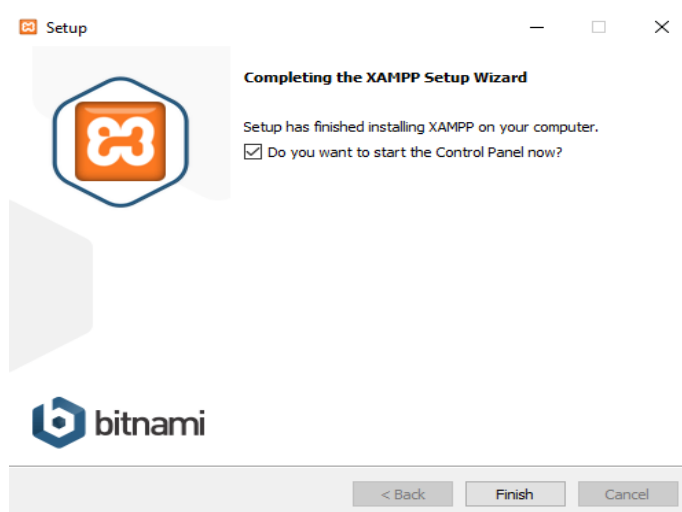 Setup
Completing the XAMPP Setup Wizard
Setup has finished installing XAMPP on your computer.
Do you want to start the Control Panel now?
bitnami
< Back
Finish
Cancel